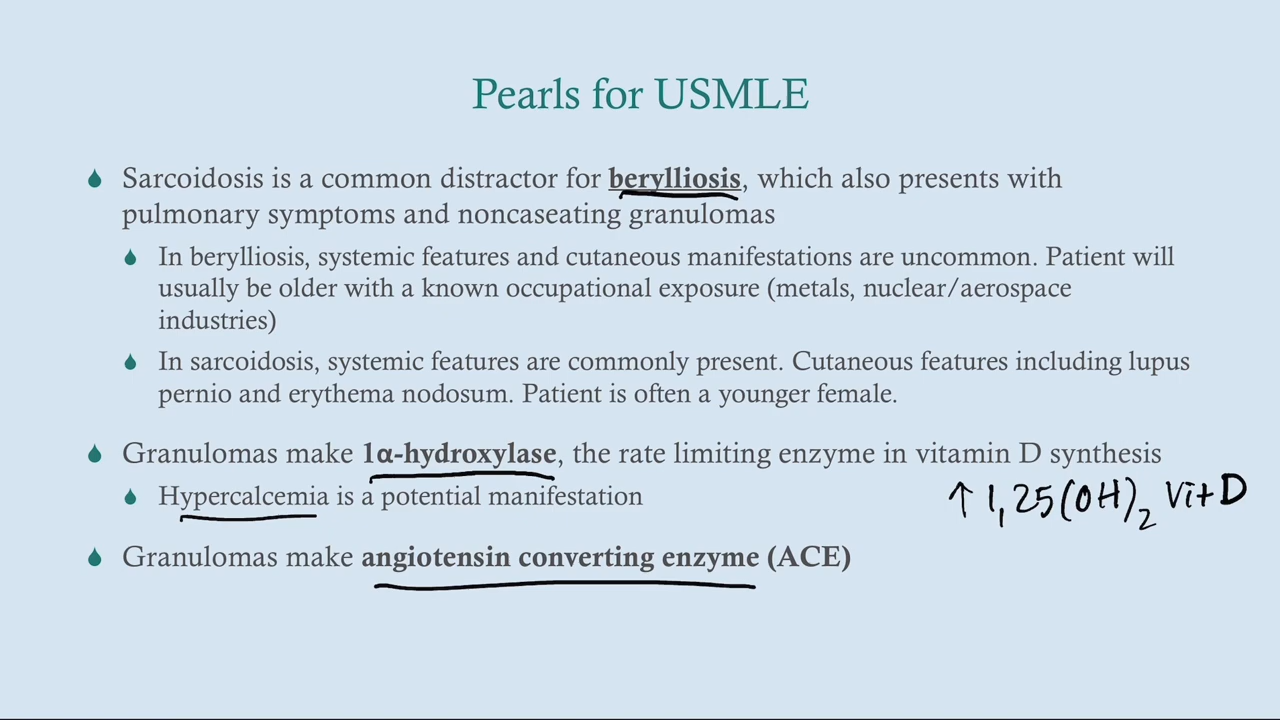 Pearls for USMLE
Sarcoidosis is a common distractor for berylliosis, which also presents with
pulmonary symptoms and noncaseating granulomas
In berylliosis, systemic features and cutaneous manifestations are uncommon. Patient will
usually be older with a known occupational exposure (metals, nuclear/aerospace
industries)
In sarcoidosis, systemic features are commonly present. Cutaneous features including lupus
pernio and erythema nodosum. Patient is often a younger female.
Granulomas make 1α-hydroxylase, the rate limiting enzyme in vitamin D synthesis
Hypercalcemia is a potential manifestation
↑ 1,25(OH)₂ Vit D
Granulomas make angiotensin converting enzyme (ACE)